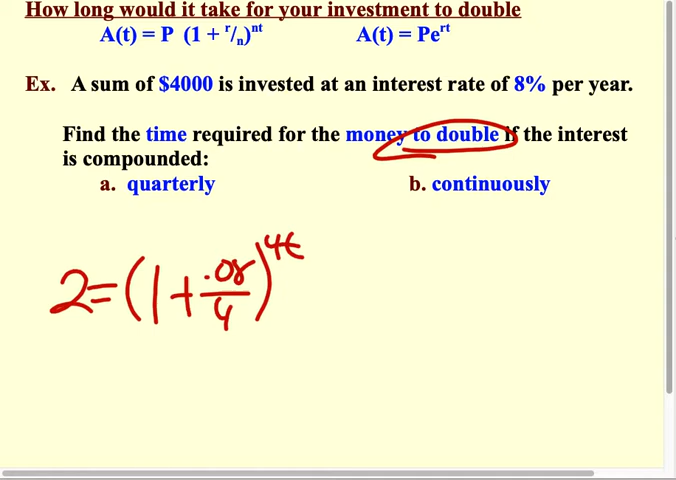 How long would it take for your investment to double
A(t) = P (1 + r/n)^nt A(t) = Pe^rt
Ex. A sum of $4000 is invested at an interest rate of 8% per year.
Find the time required for the money to double if the interest
is compounded:
a. quarterly b. continuously
2=(1+.08/4)^4t